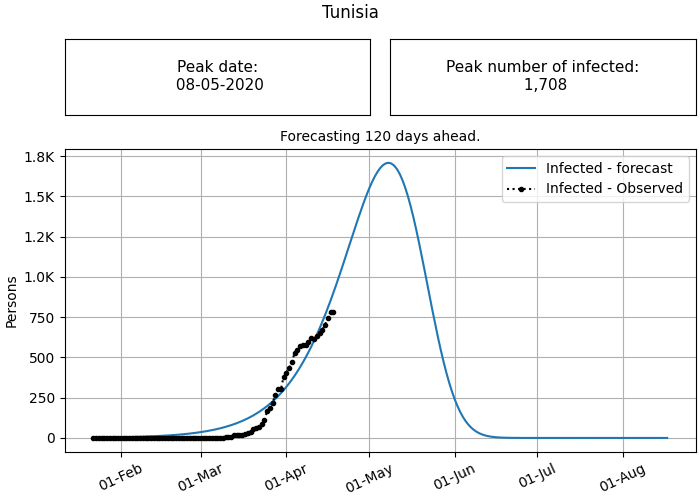 Tunisia
Peak date:
08-05-2020
Peak number of infected:
1,708
Forecasting 120 days ahead.
Infected - forecast
Infected - Observed
Persons
1.8K
1.5K
1.2K
1.0K
750
500
250
0
01-Feb
01-Mar
01-Apr
01-May
01-Jun
01-Jul
01-Aug